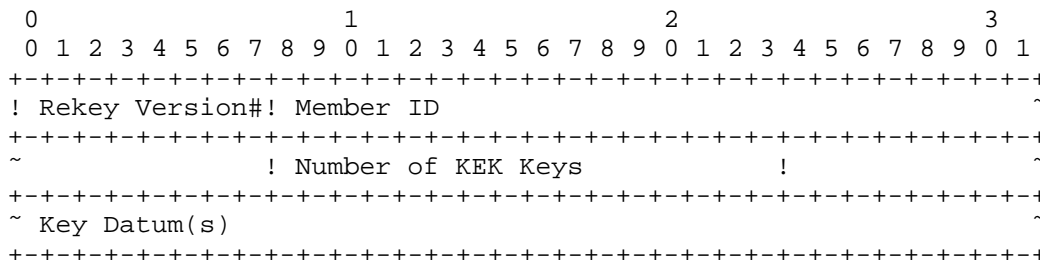 0                   1                   2                   3
 0 1 2 3 4 5 6 7 8 9 0 1 2 3 4 5 6 7 8 9 0 1 2 3 4 5 6 7 8 9 0 1
+-+-+-+-+-+-+-+-+-+-+-+-+-+-+-+-+-+-+-+-+-+-+-+-+-+-+-+-+-+-+-+-+
! Rekey Version#! Member ID                                     ~
+-+-+-+-+-+-+-+-+-+-+-+-+-+-+-+-+-+-+-+-+-+-+-+-+-+-+-+-+-+-+-+-+
~               ! Number of KEK Keys            !               ~
+-+-+-+-+-+-+-+-+-+-+-+-+-+-+-+-+-+-+-+-+-+-+-+-+-+-+-+-+-+-+-+-+
~ Key Datum(s)                                                  ~
+-+-+-+-+-+-+-+-+-+-+-+-+-+-+-+-+-+-+-+-+-+-+-+-+-+-+-+-+-+-+-+-+